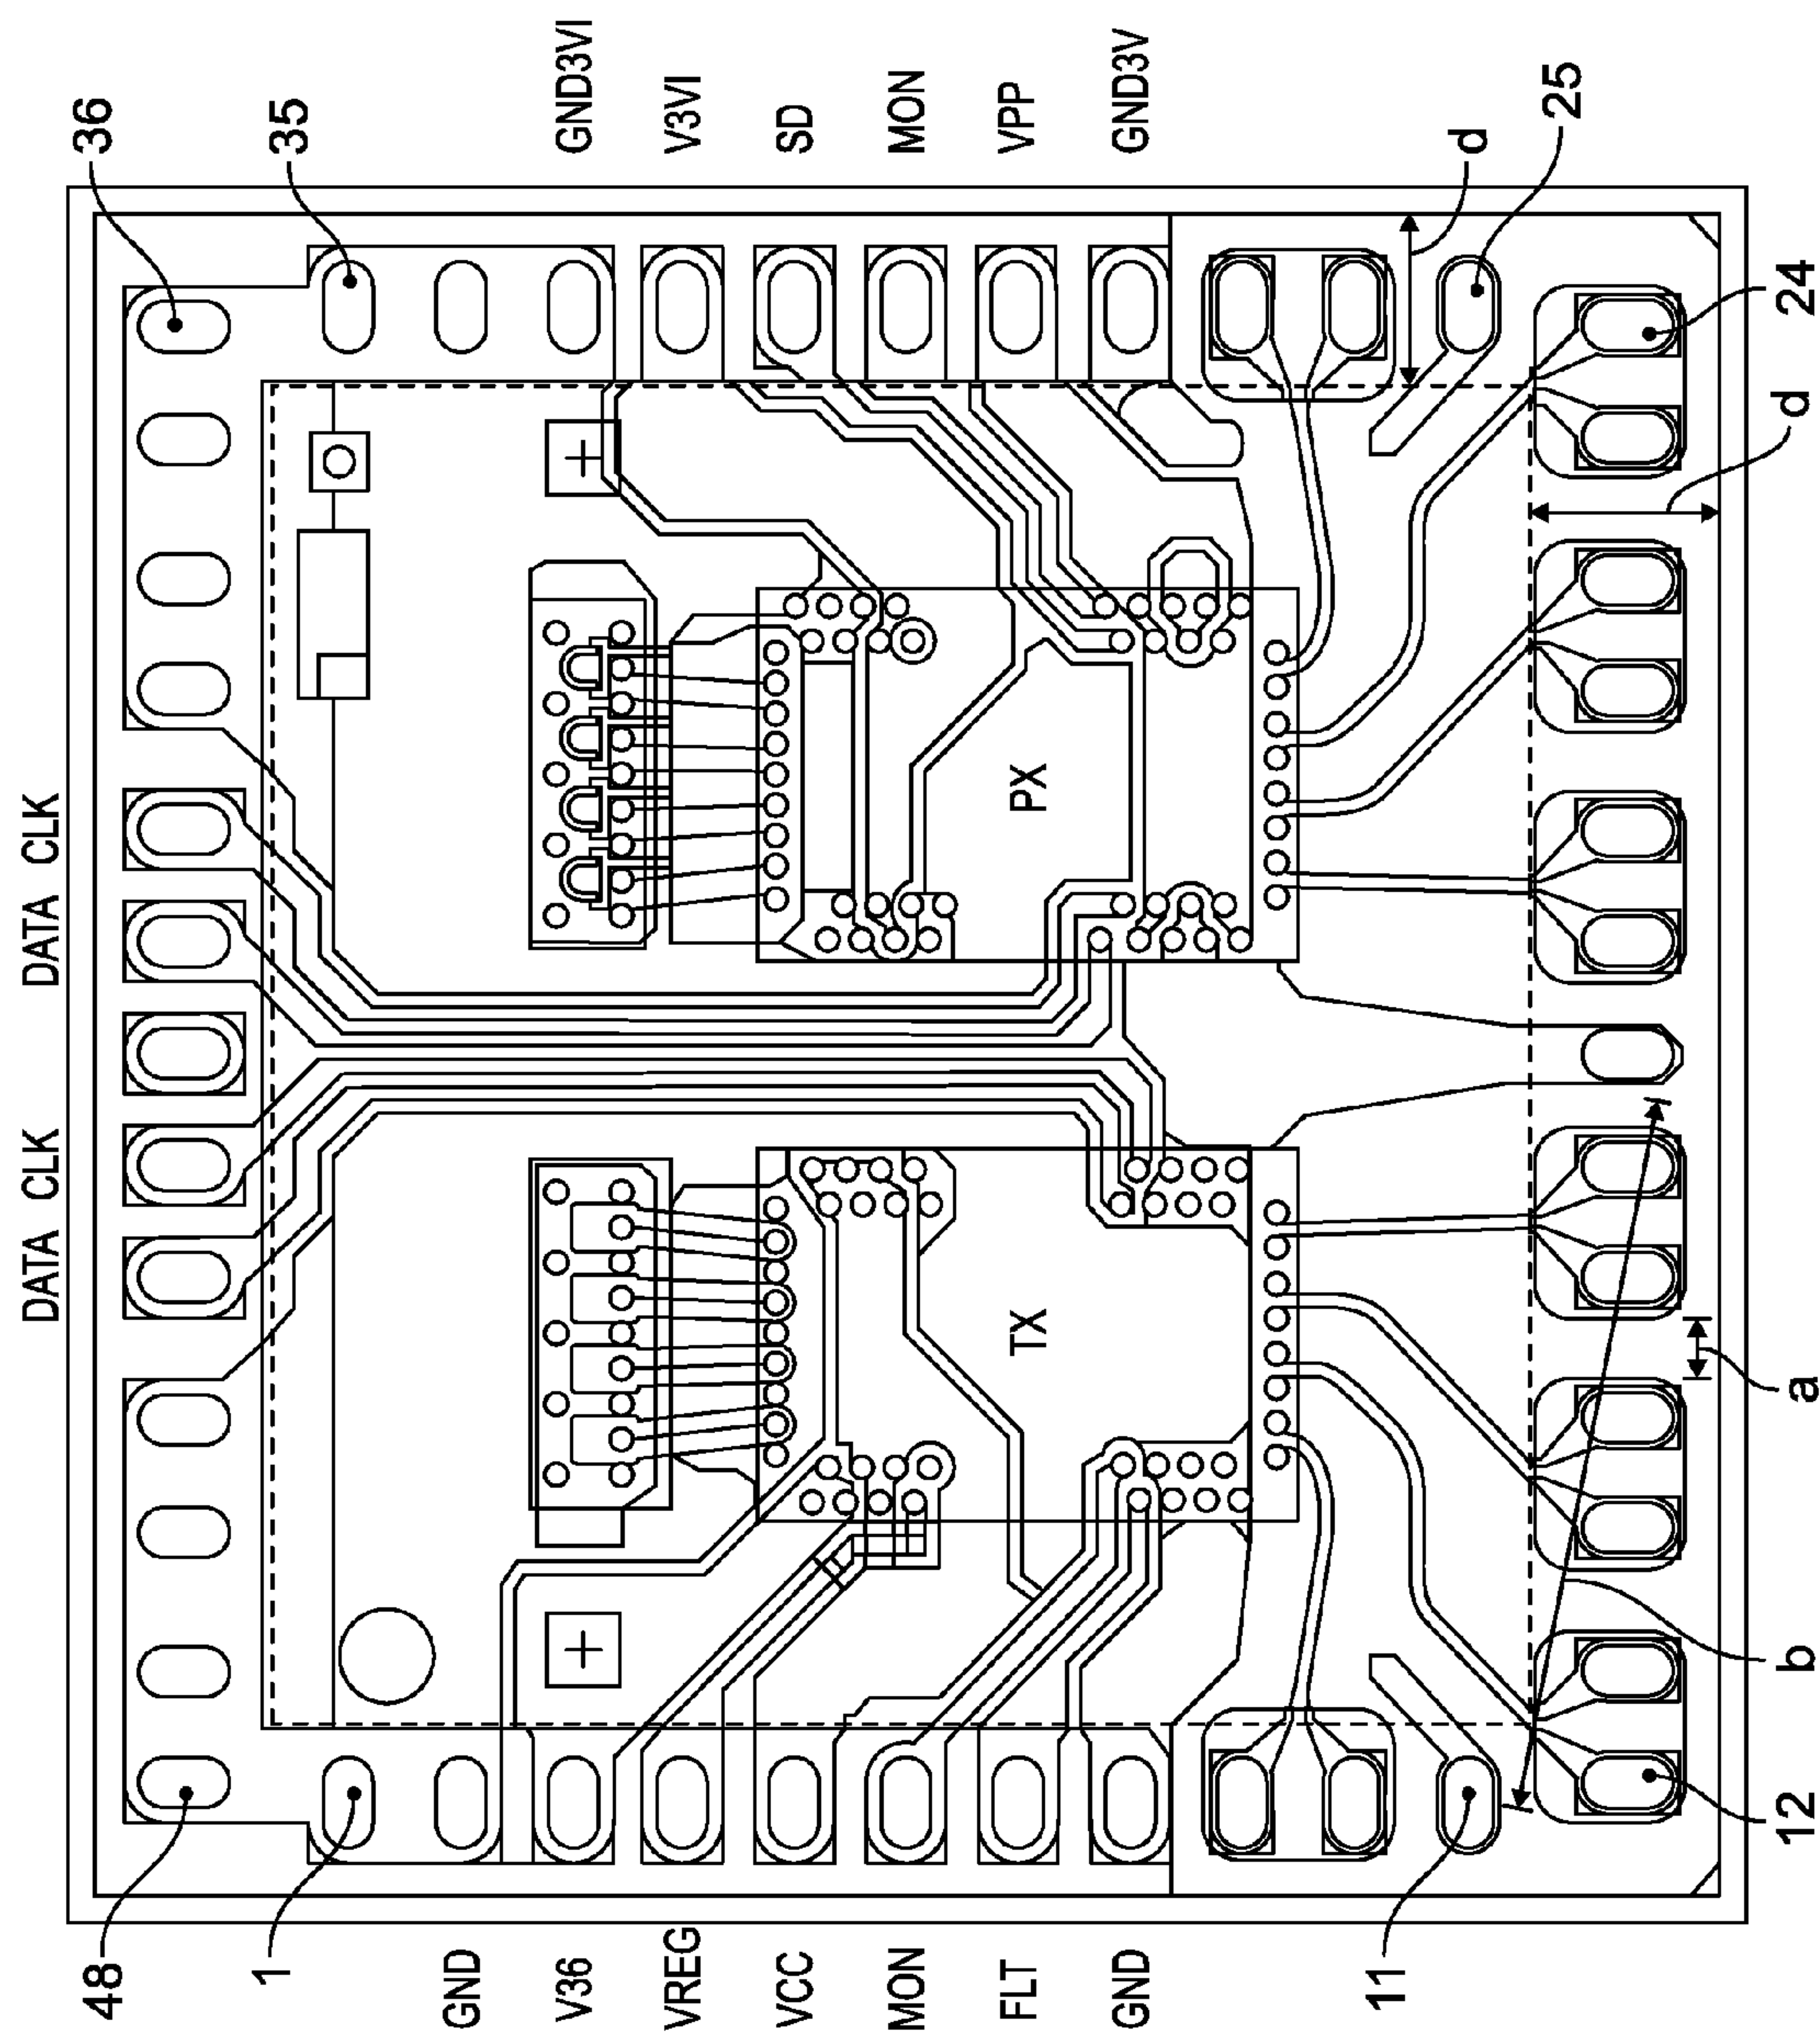 DATA CLK DATA CLK
48 36
1 35
GND
V36 GND3VI
VREG V3VI
VCC SD
MON MON
FLT TX PX VPP
GND GND3V
11 d
25
12 b a d 24